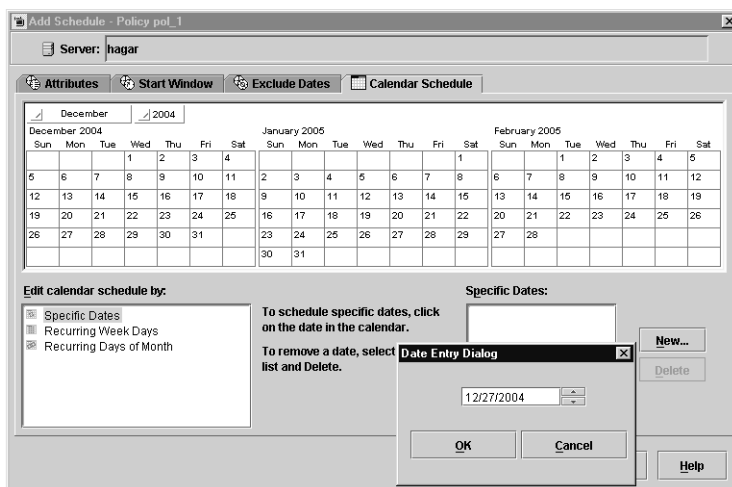 Add Schedule - Policy pol_1
Server: hagar
Attributes Start Window Exclude Dates Calendar Schedule
December 2004
December 2004 January 2005 February 2005
Sun Mon Tue Wed Thu Fri Sat Sun Mon Tue Wed Thu Fri Sat Sun Mon Tue Wed Thu Fri Sat
1 2 3 4 1 1 2 3 4 5
5 6 7 8 9 10 11 2 3 4 5 6 7 8 6 7 8 9 10 11 12
12 13 14 15 16 17 18 9 10 11 12 13 14 15 13 14 15 16 17 18 19
19 20 21 22 23 24 25 16 17 18 19 20 21 22 20 21 22 23 24 25 26
26 27 28 29 30 31 23 24 25 26 27 28 29 27 28
30 31
Edit calendar schedule by:
Specific Dates
Recurring Week Days
Recurring Days of Month
To schedule specific dates, click
on the date in the calendar.
To remove a date, select
list and Delete.
Specific Dates:
New...
Delete
Date Entry Dialog
12/27/2004
OK Cancel
Help